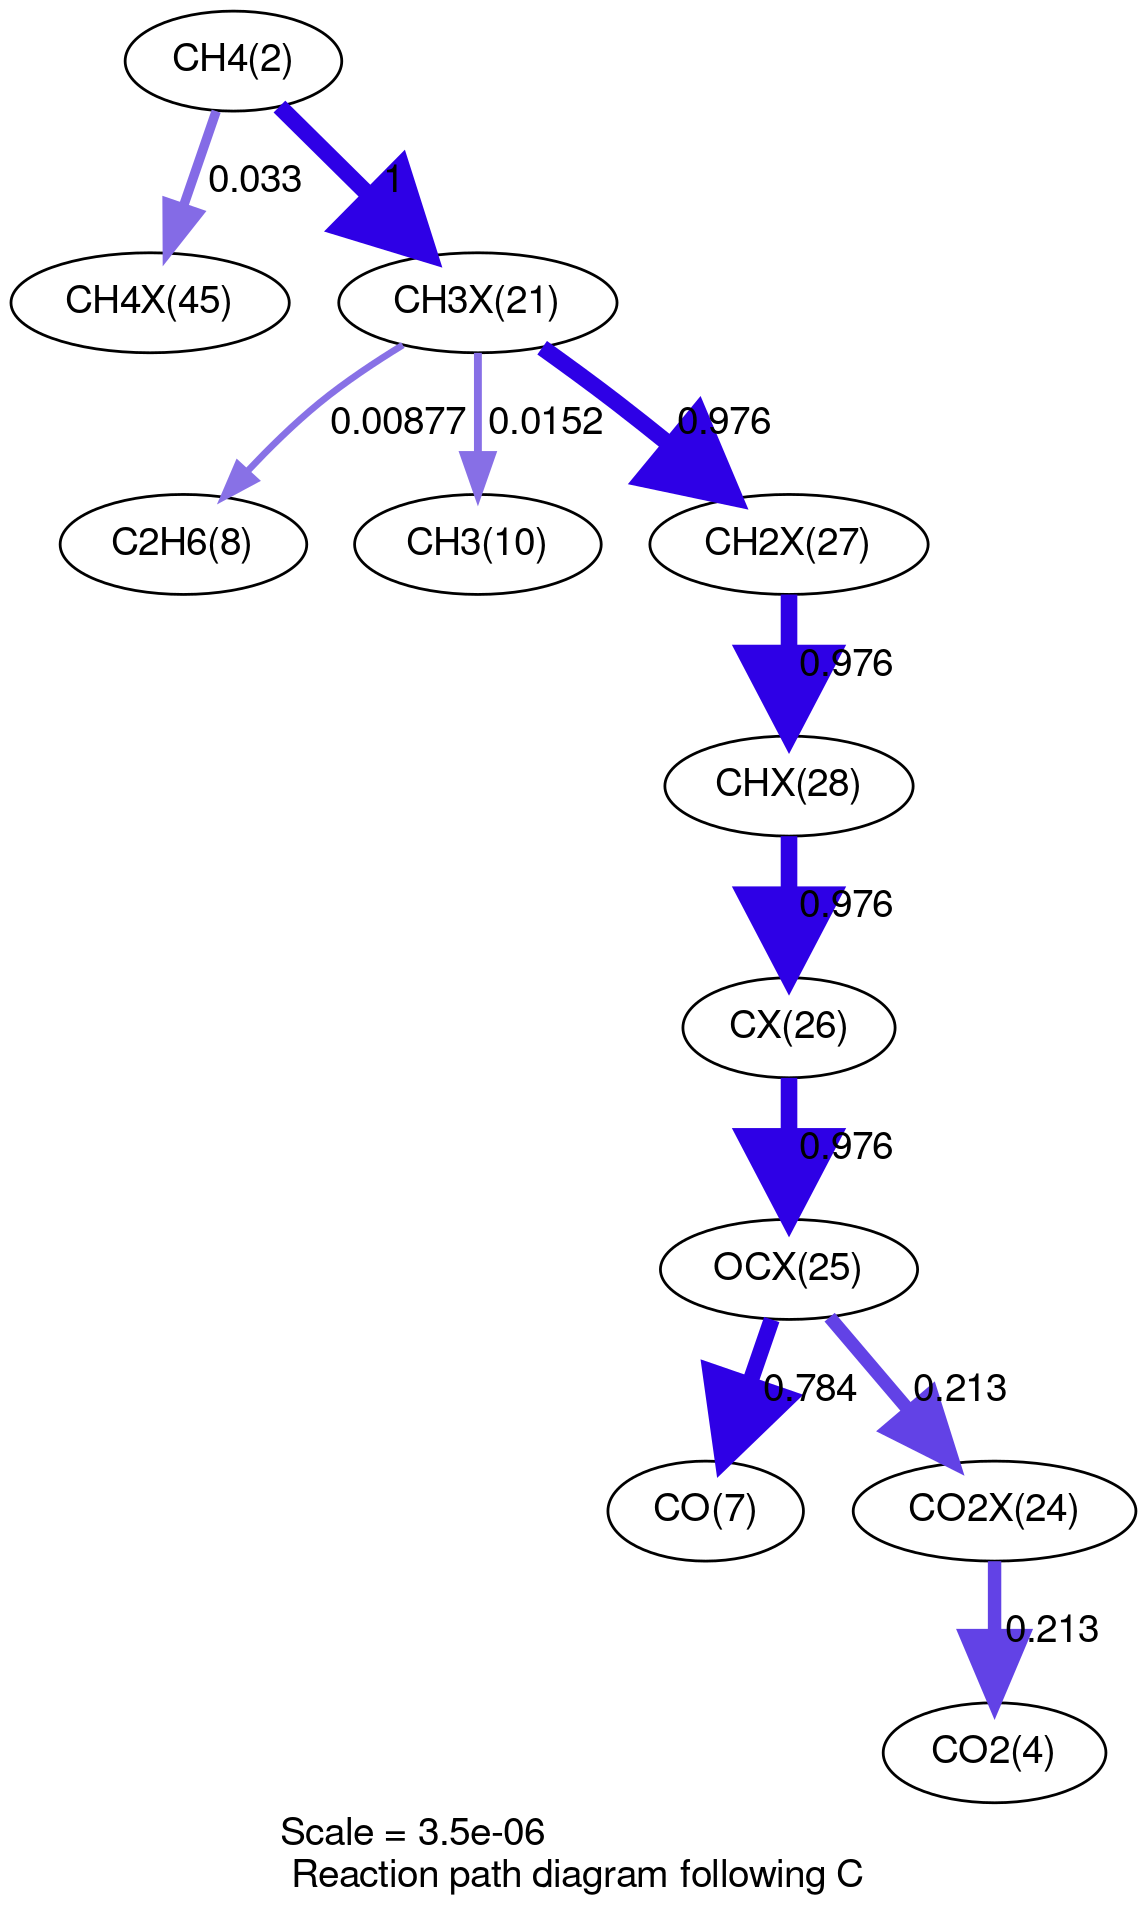 CH4(2)
0.033
1
CH4X(45)
CH3X(21)
0.00877
0.0152
0.976
C2H6(8)
CH3(10)
CH2X(27)
0.976
CHX(28)
0.976
CX(26)
0.976
OCX(25)
0.784
0.213
CO(7)
CO2X(24)
0.213
CO2(4)
Scale = 3.5e-06
Reaction path diagram following C